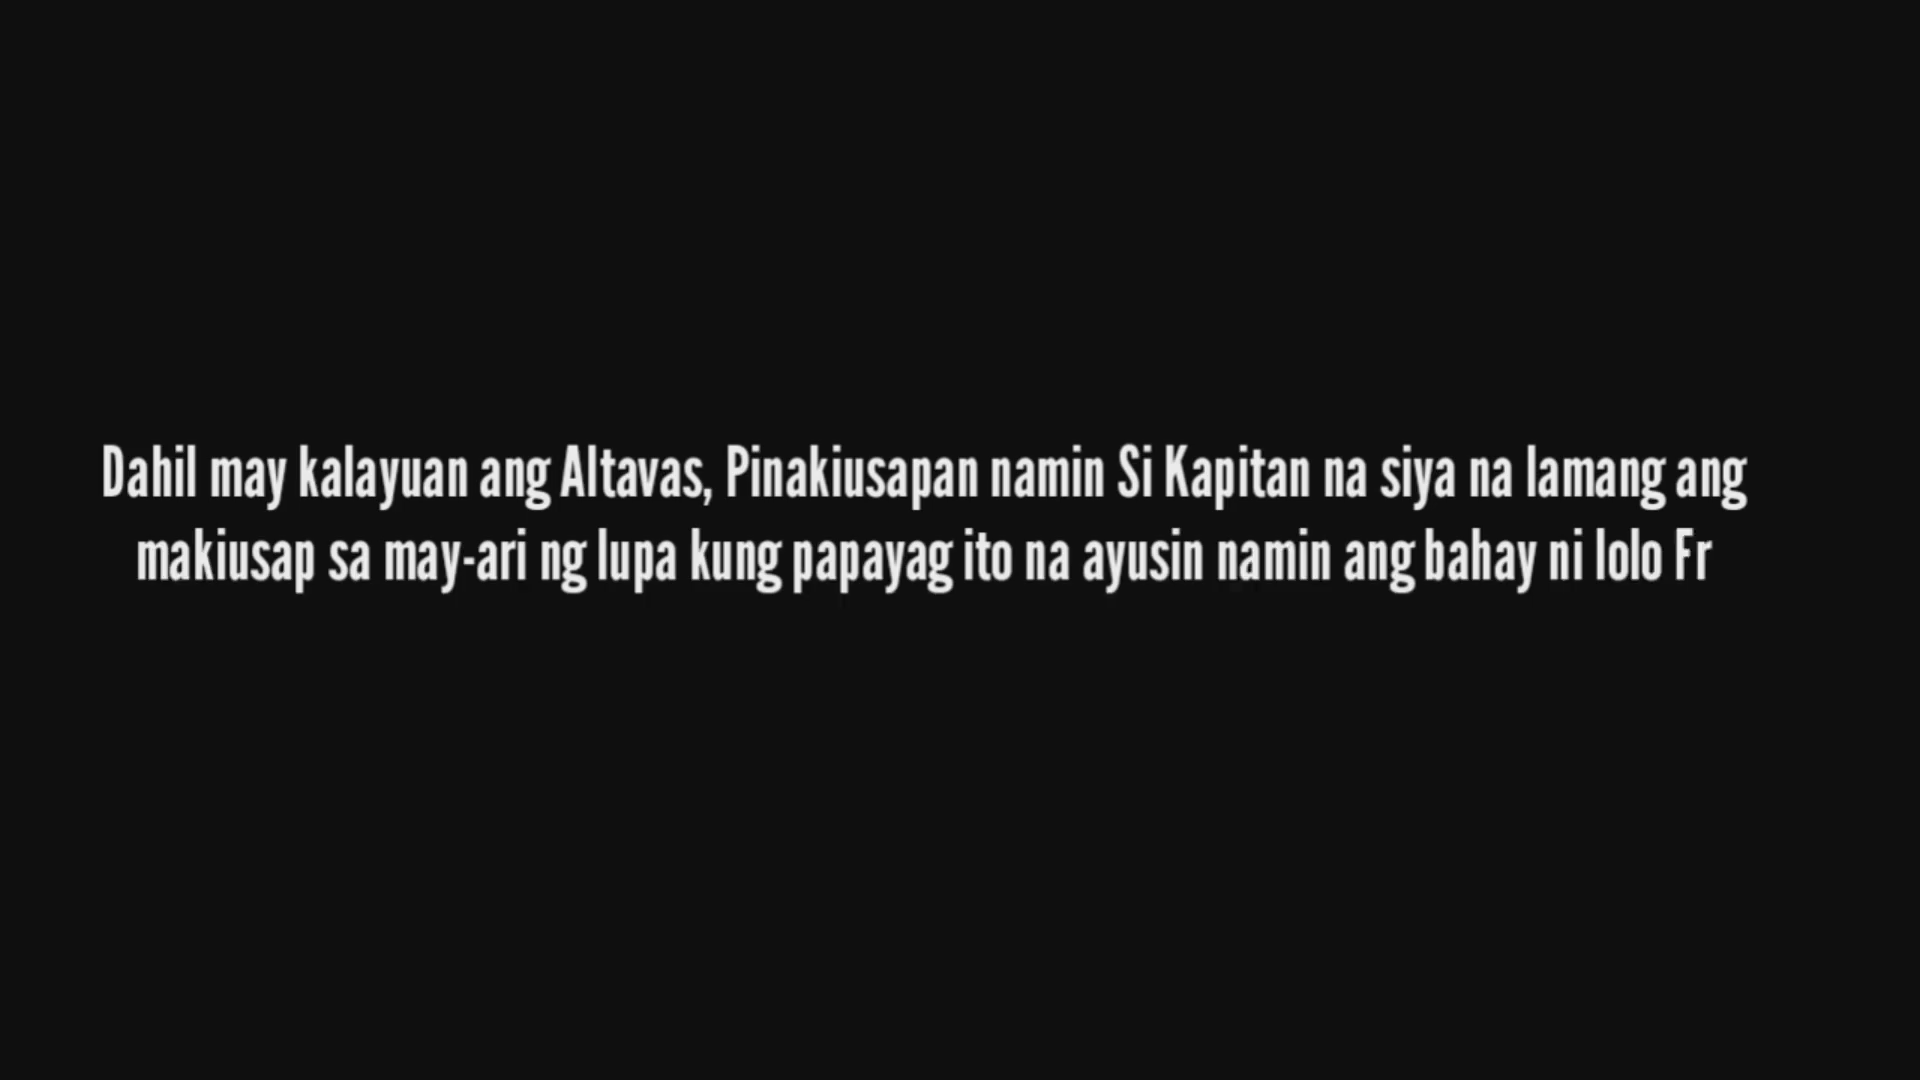 Dahil may kalayuan ang Altavas, Pinakiusapan namin Si Kapitan na siya na lamang ang
makiusap sa may-ari ng lupa kung papayag ito na ayusin namin ang bahay ni lolo Fr